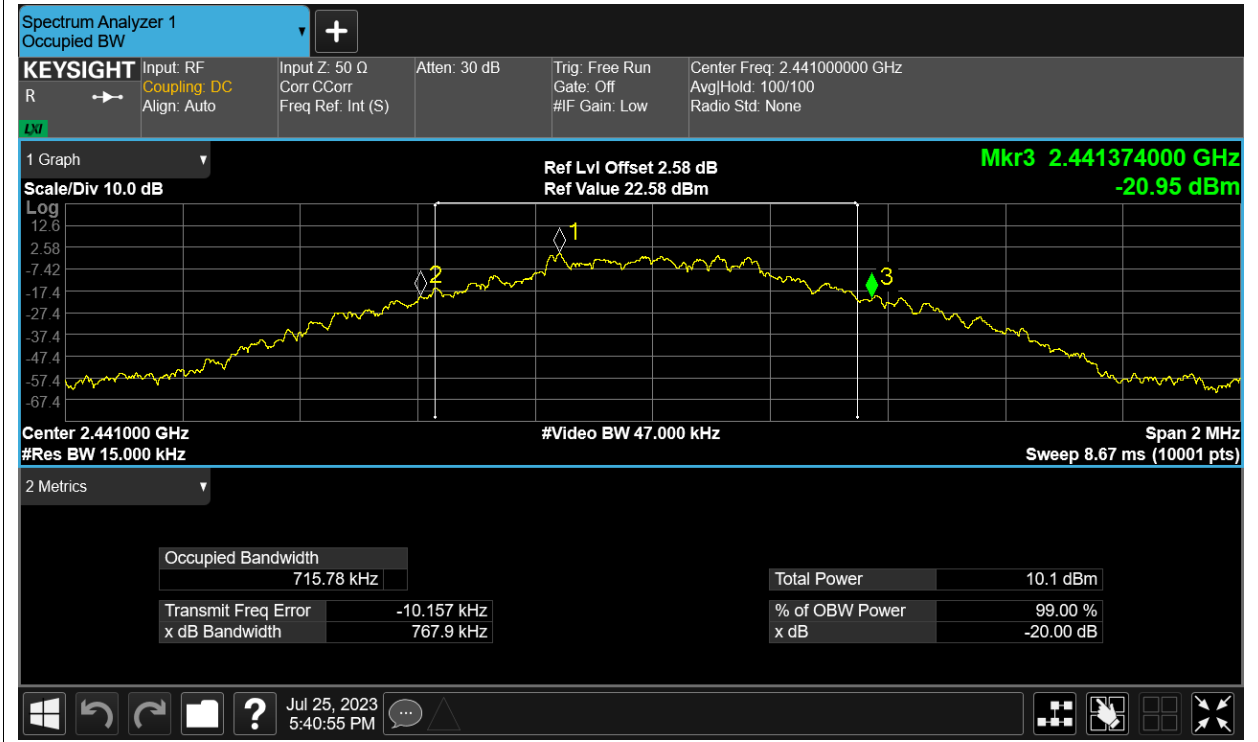 Spectrum Analyzer 1
Occupied BW
KEYSIGHT
R
LXI
Input: RF
Coupling: DC
Align: Auto
Input Z: 50 Ω
Corr CCorr
Freq Ref: Int (S)
Atten: 30 dB
Trig: Free Run
Gate: Off
#IF Gain: Low
Center Freq: 2.441000000 GHz
Avg|Hold: 100/100
Radio Std: None
1 Graph
Scale/Div 10.0 dB
Ref Lvl Offset 2.58 dB
Ref Value 22.58 dBm
Mkr3 2.441374000 GHz
-20.95 dBm
Log
12.6
2.58
-7.42
-17.4
-27.4
-37.4
-47.4
-57.4
-67.4
1
2
3
Center 2.441000 GHz
#Video BW 47.000 kHz
Span 2 MHz
#Res BW 15.000 kHz
Sweep 8.67 ms (10001 pts)
2 Metrics
Occupied Bandwidth
715.78 kHz
Total Power 10.1 dBm
Transmit Freq Error -10.157 kHz
% of OBW Power 99.00 %
x dB Bandwidth 767.9 kHz
x dB -20.00 dB
?
Jul 25, 2023
5:40:55 PM